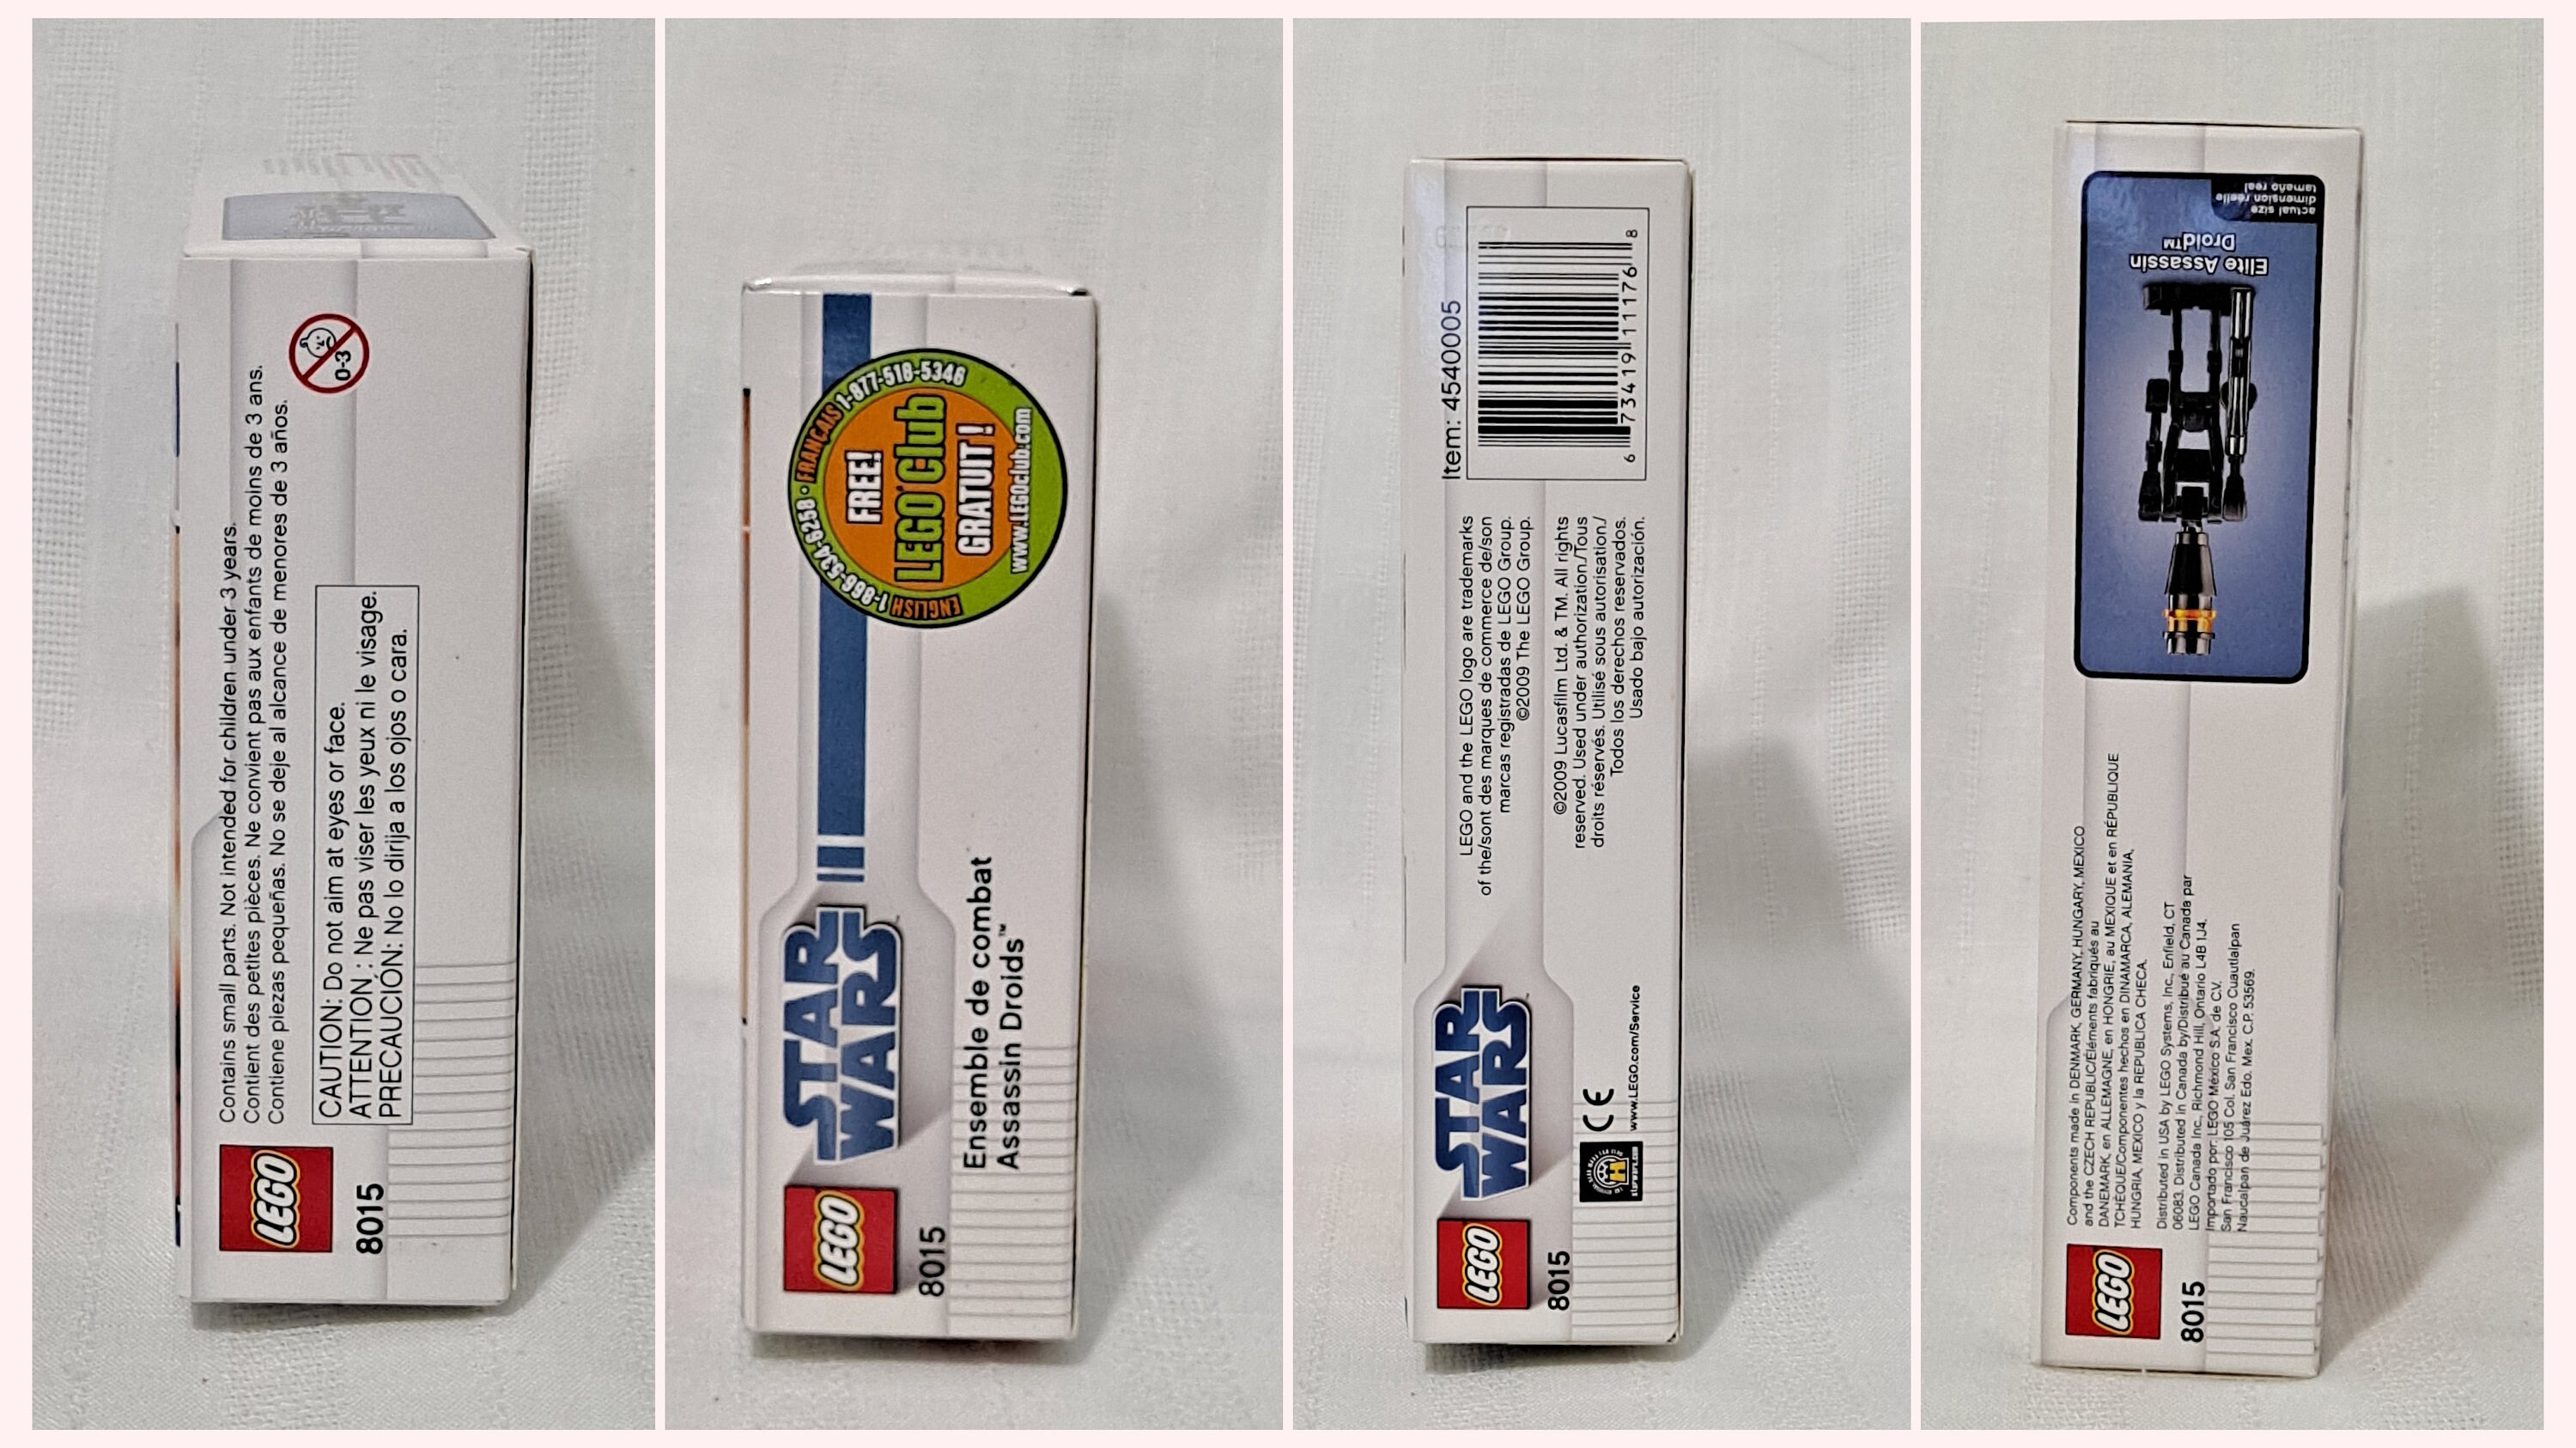 Contains small parts. Not intended for children under 3 years.
Contient des petites pièces. Ne convient pas aux enfants de moins de 3 ans.
Contiene piezas pequeñas. No se deje al alcance de menores de 3 años.
0-3
CAUTION: Do not aim at eyes or face.
ATTENTION : Ne pas viser les yeux ni le visage.
PRECAUCIÓN: No lo dirija a los ojos o cara.
LEGO
8015
ENGLISH 1-866-534-6258 • FRANCAIS 1-877-518-5346
FREE!
LEGO Club
GRATUIT !
www.LEGOclub.com
STAR
WARS
Ensemble de combat
Assassin Droids™
LEGO
8015
Item: 4540005
6 73419 11176 8
LEGO and the LEGO logo are trademarks
of the/sont des marques de commerce de/son
marcas registradas de LEGO Group.
©2009 The LEGO Group.
©2009 Lucasfilm Ltd. & TM. All rights
reserved. Used under authorization./Tous
droits réservés. Utilisé sous autorisation./
Todos los derechos reservados.
Usado bajo autorización.
STAR
WARS
CE
www.LEGO.com/Service
LEGO
8015
actual size
dimension réelle
tamaño real
Elite Assassin
Droid™
Components made in DENMARK, GERMANY, HUNGARY, MEXICO
and the CZECH REPUBLIC/Éléments fabriqués au
DANEMARK, en ALLEMAGNE, en HONGRIE, au MEXIQUE et en RÉPUBLIQUE
TCHÈQUE/Componentes hechos en DINAMARCA, ALEMANIA,
HUNGRIA, MEXICO y la REPUBLICA CHECA.
Distributed in USA by LEGO Systems, Inc., Enfield, CT
06083. Distributed in Canada by/Distribué au Canada par
LEGO Canada Inc., Richmond Hill, Ontario L4B 1J4.
Importado por: LEGO México S.A. de C.V.
San Francisco 105 Col. San Francisco Cuautlalpan
Naucalpan de Juárez Edo. Mex. C.P. 53569.
LEGO
8015